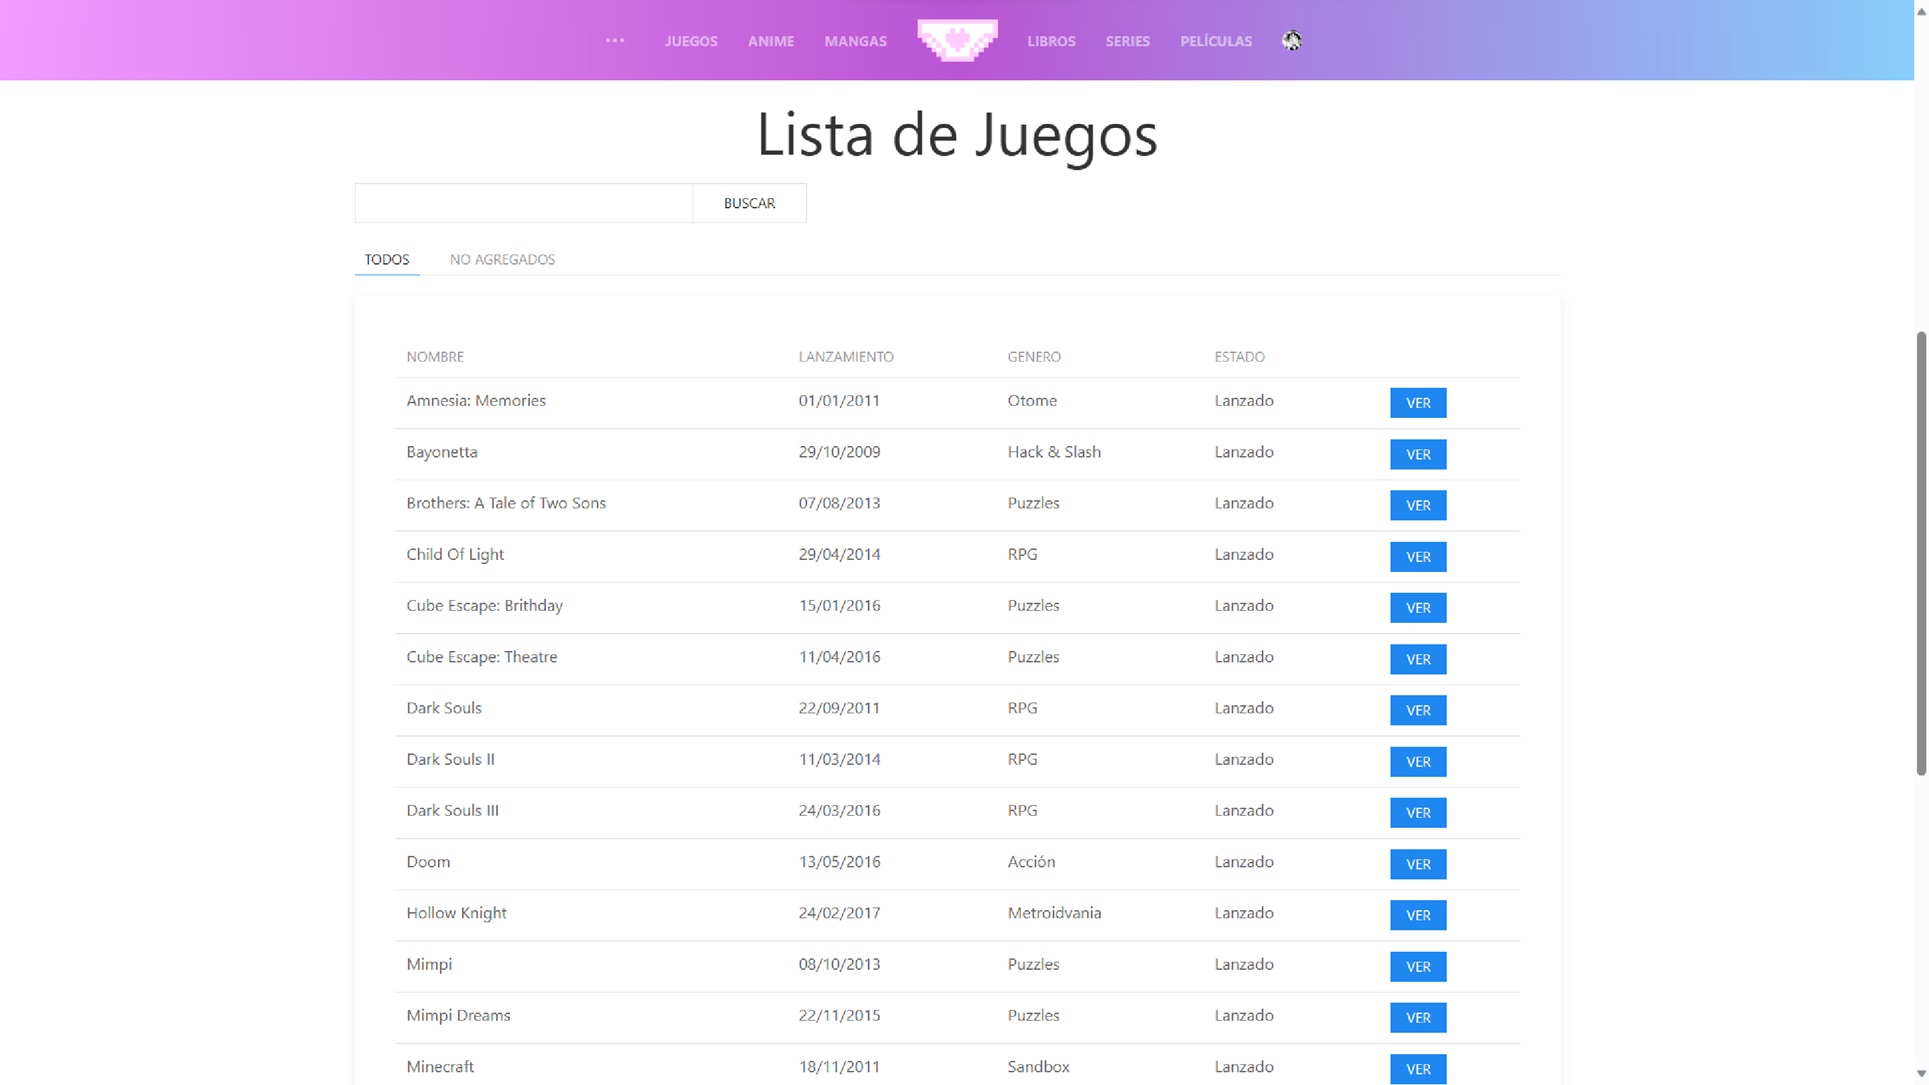 ••• JUEGOS ANIME MANGAS LIBROS SERIES PELÍCULAS
Lista de Juegos
BUSCAR
TODOS NO AGREGADOS
NOMBRE LANZAMIENTO GENERO ESTADO
Amnesia: Memories 01/01/2011 Otome Lanzado VER
Bayonetta 29/10/2009 Hack & Slash Lanzado VER
Brothers: A Tale of Two Sons 07/08/2013 Puzzles Lanzado VER
Child Of Light 29/04/2014 RPG Lanzado VER
Cube Escape: Brithday 15/01/2016 Puzzles Lanzado VER
Cube Escape: Theatre 11/04/2016 Puzzles Lanzado VER
Dark Souls 22/09/2011 RPG Lanzado VER
Dark Souls II 11/03/2014 RPG Lanzado VER
Dark Souls III 24/03/2016 RPG Lanzado VER
Doom 13/05/2016 Acción Lanzado VER
Hollow Knight 24/02/2017 Metroidvania Lanzado VER
Mimpi 08/10/2013 Puzzles Lanzado VER
Mimpi Dreams 22/11/2015 Puzzles Lanzado VER
Minecraft 18/11/2011 Sandbox Lanzado VER